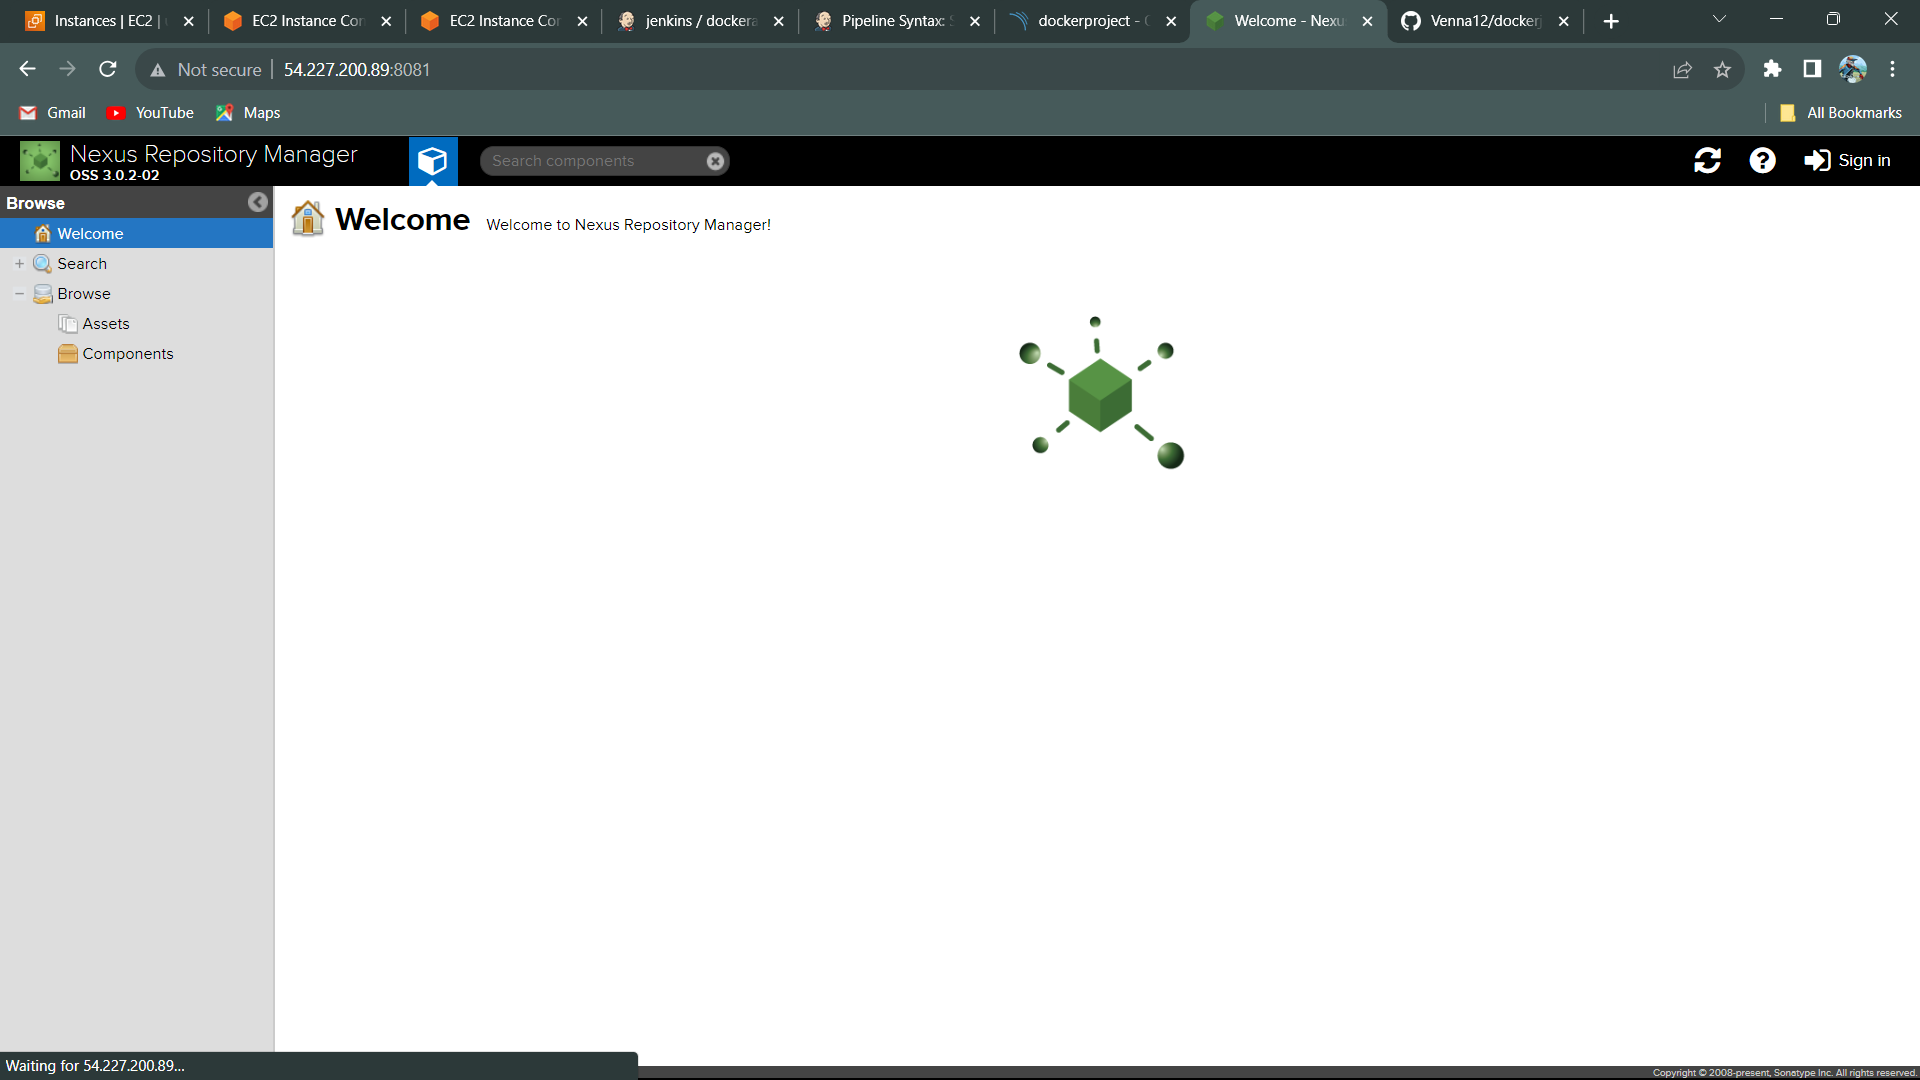 Instances | EC2 |
EC2 Instance Con
EC2 Instance Con
jenkins / dockera
Pipeline Syntax: S
dockerproject -
Welcome - Nexu
Venna12/dockerj
Not secure | 54.227.200.89:8081
Gmail YouTube Maps All Bookmarks
Nexus Repository Manager
OSS 3.0.2-02
Search components
Sign in
Browse
Welcome
Search
Browse
Assets
Components
Welcome Welcome to Nexus Repository Manager!
Waiting for 54.227.200.89...
Copyright © 2008-present, Sonatype Inc. All rights reserved.